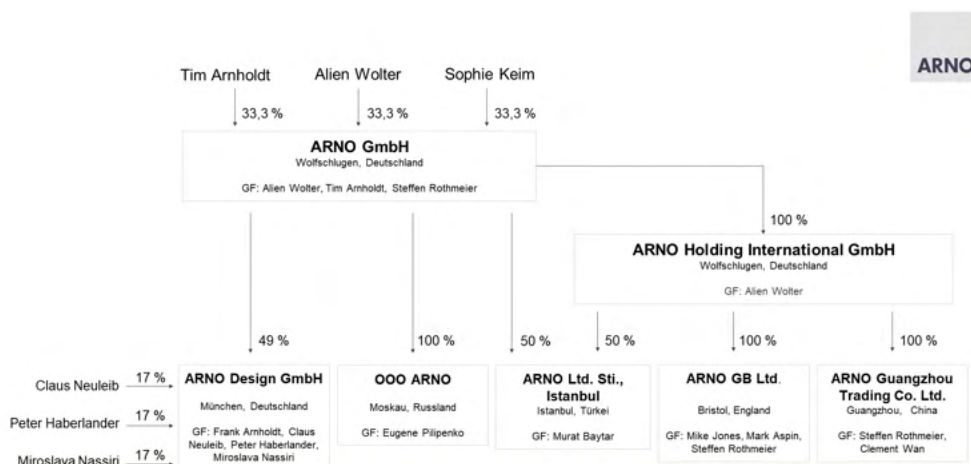 ARNO
Tim Arnholdt
Alien Wolter
Sophie Keim
33,3 %
33,3 %
33,3 %
ARNO GmbH
Wolfschlugen, Deutschland
GF: Alien Wolter, Tim Arnholdt, Steffen Rothmeier
100 %
ARNO Holding International GmbH
Wolfschlugen, Deutschland
GF: Alien Wolter
49 %
100 %
50 %
50 %
100 %
100 %
Claus Neuleib
17 %
Peter Haberlander
17 %
Miroslava Nassiri
17 %
ARNO Design GmbH
München, Deutschland
GF: Frank Arnholdt, Claus
Neuleib, Peter Haberlander,
Miroslava Nassiri
OOO ARNO
Moskau, Russland
GF: Eugene Pilipenko
ARNO Ltd. Sti.,
Istanbul
Istanbul, Türkei
GF: Murat Baytar
ARNO GB Ltd.
Bristol, England
GF: Mike Jones, Mark Aspin,
Steffen Rothmeier
ARNO Guangzhou
Trading Co. Ltd.
Guangzhou, China
GF: Steffen Rothmeier,
Clement Wan